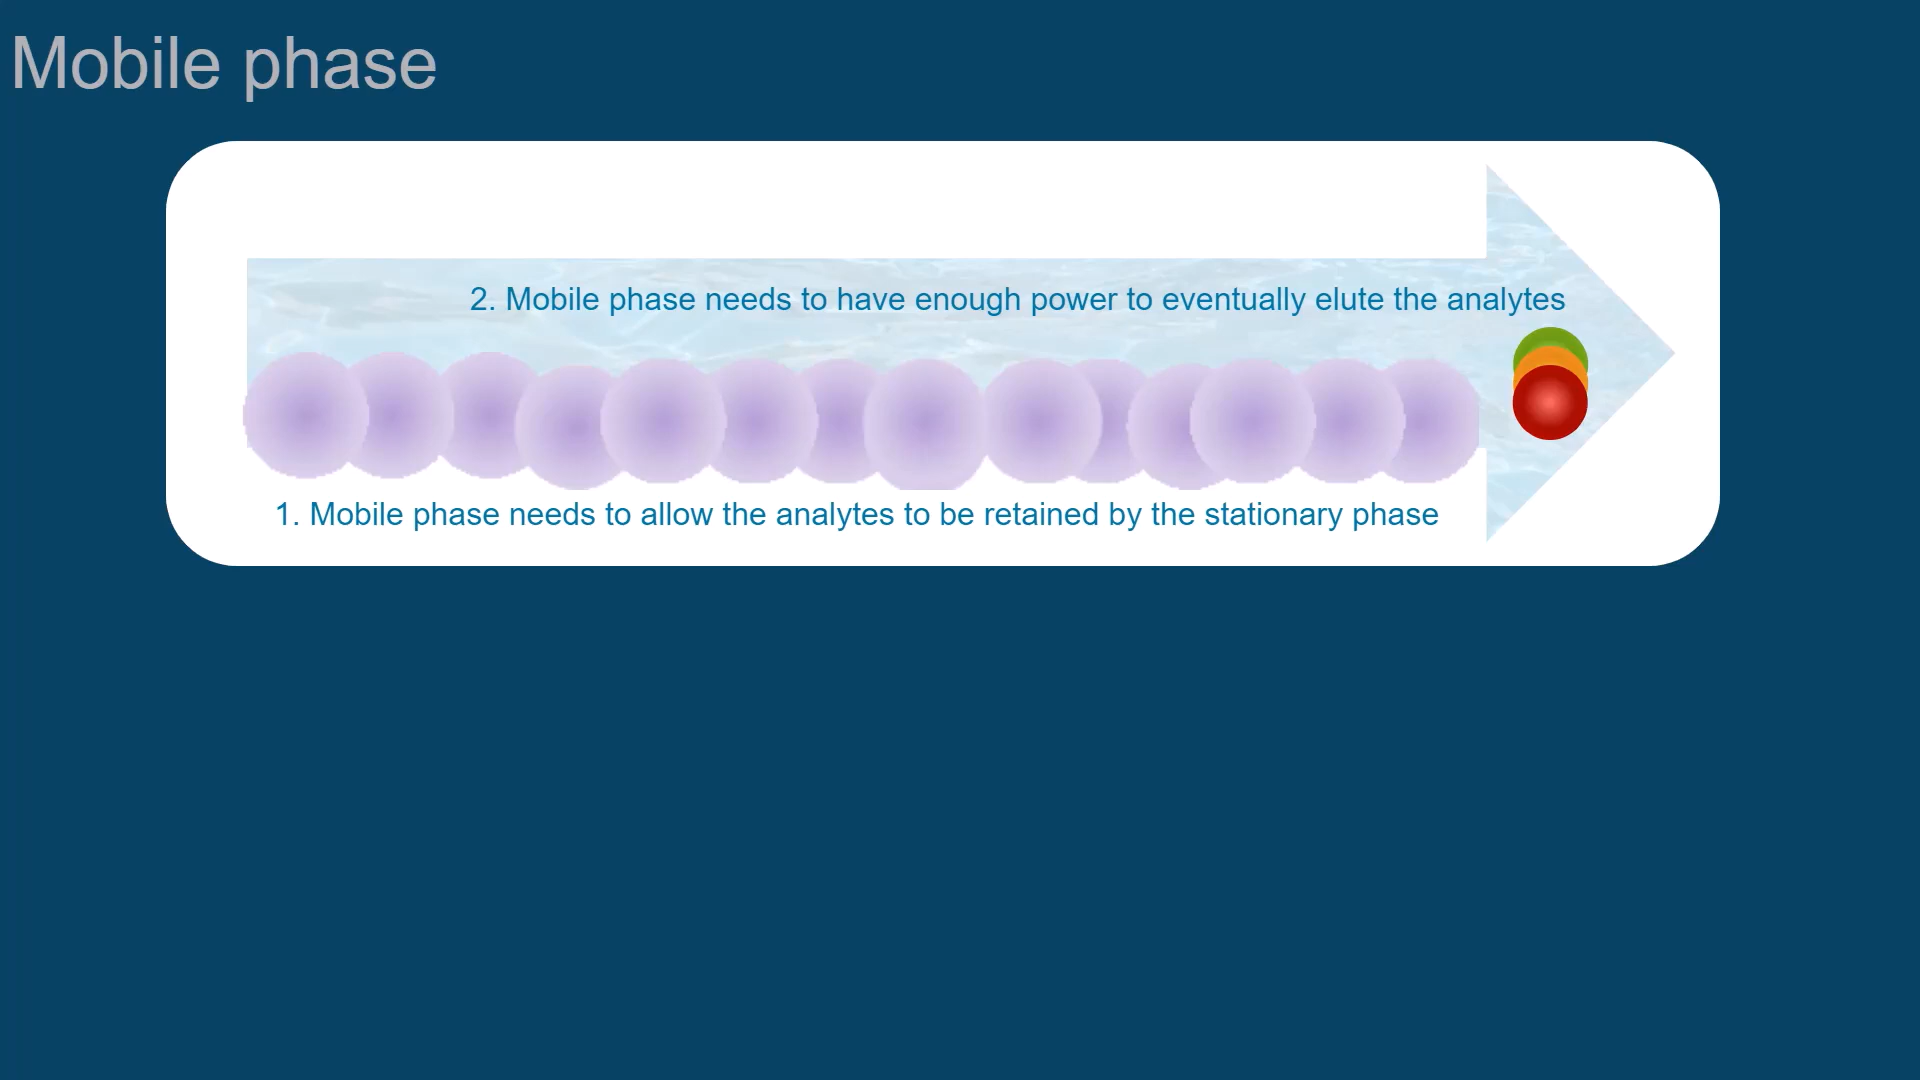 Mobile phase
2. Mobile phase needs to have enough power to eventually elute the analytes
1. Mobile phase needs to allow the analytes to be retained by the stationary phase